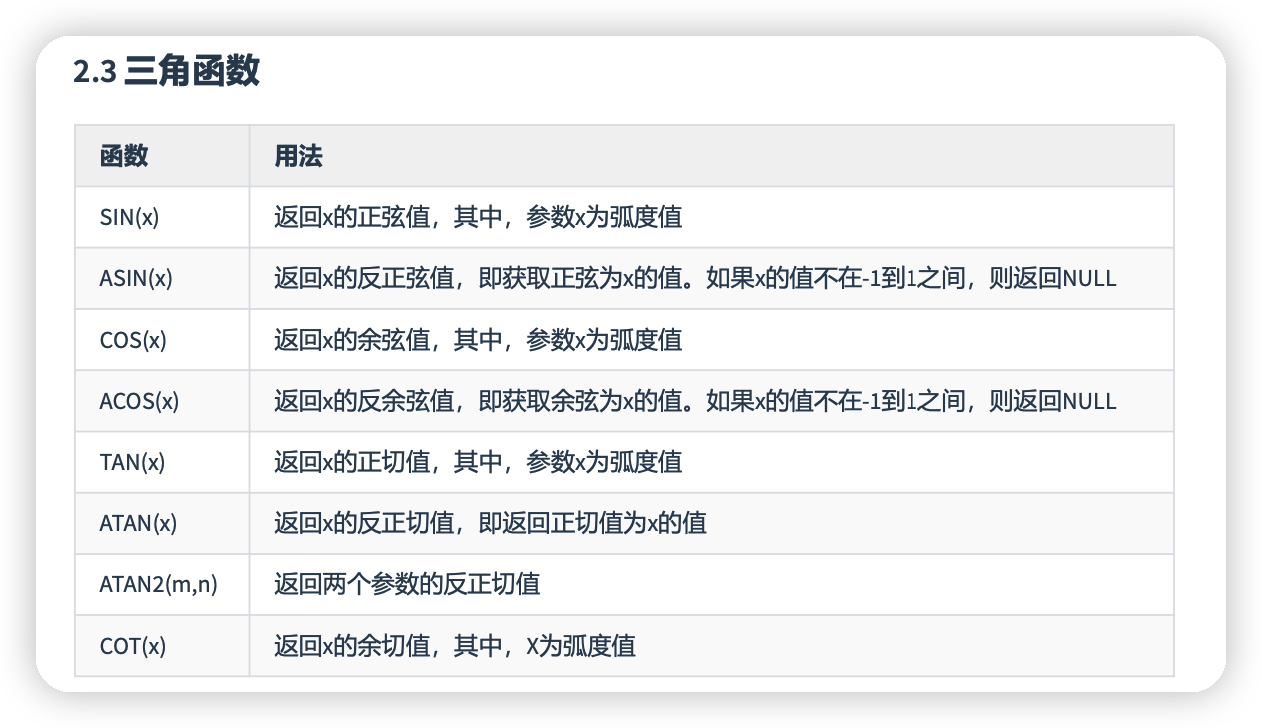 2.3 三角函数
函数 用法
SIN(x) 返回x的正弦值，其中，参数x为弧度值
ASIN(x) 返回x的反正弦值，即获取正弦为x的值。如果x的值不在-1到1之间，则返回NULL
COS(x) 返回x的余弦值，其中，参数x为弧度值
ACOS(x) 返回x的反余弦值，即获取余弦为x的值。如果x的值不在-1到1之间，则返回NULL
TAN(x) 返回x的正切值，其中，参数x为弧度值
ATAN(x) 返回x的反正切值，即返回正切值为x的值
ATAN2(m,n) 返回两个参数的反正切值
COT(x) 返回x的余切值，其中，X为弧度值